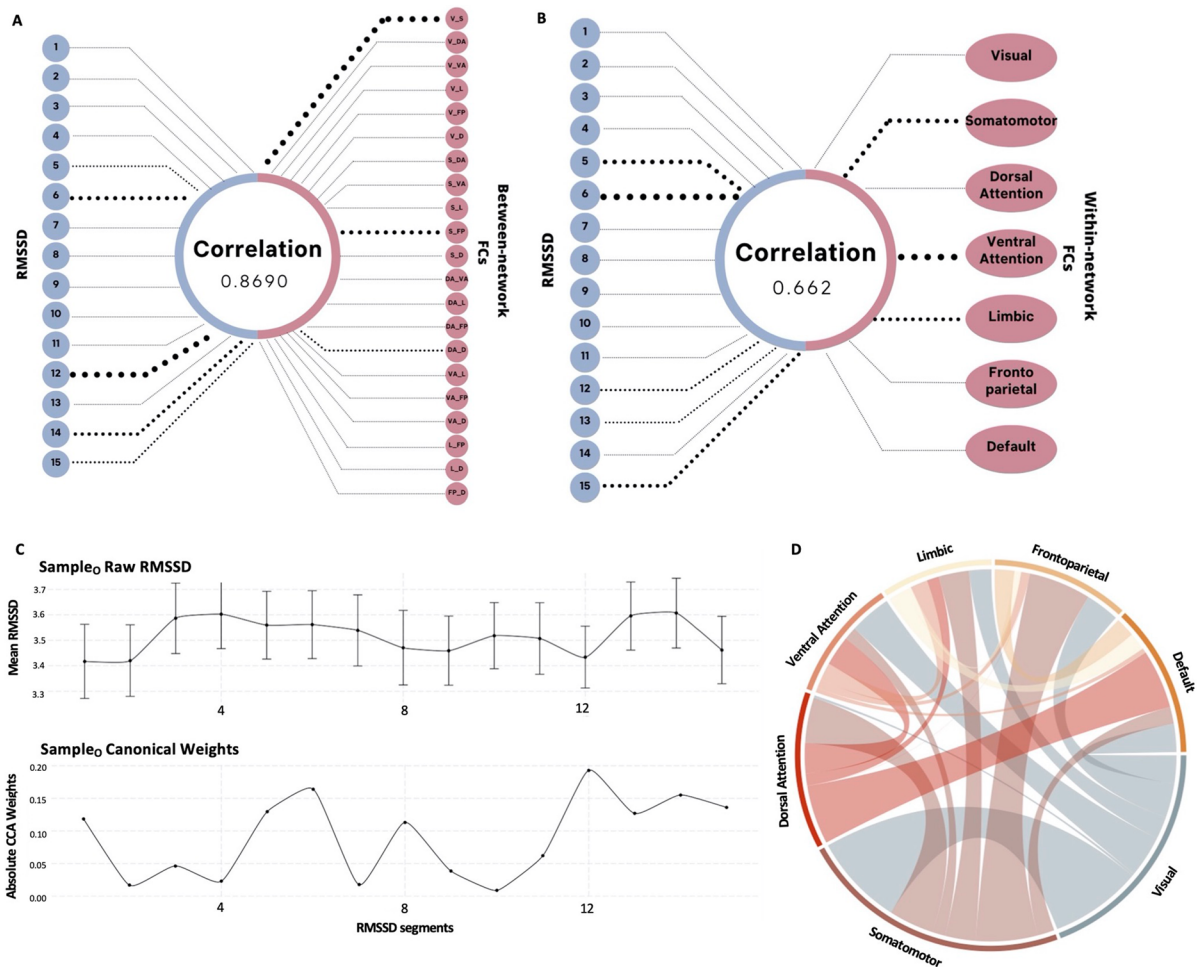 A
1
2
3
4
5
6
7
8
9
10
11
12
13
14
15
RMSSD
Correlation
0.8690
V_S
V_DA
V_VA
V_L
V_FP
V_D
S_DA
S_VA
S_L
S_FP
S_D
DA_VA
DA_L
DA_FP
DA_D
VA_L
VA_FP
VA_D
L_FP
L_D
FP_D
Between-network
FCs
B
1
2
3
4
5
6
7
8
9
10
11
12
13
14
15
RMSSD
Correlation
0.662
Visual
Somatomotor
Dorsal
Attention
Ventral
Attention
Limbic
Fronto
parietal
Default
Within-network
FCs
C
Sample_O Raw RMSSD
Mean RMSSD
3.7
3.6
3.5
3.4
3.3
4
8
12
Sample_O Canonical Weights
Absolute CCA Weights
0.20
0.15
0.10
0.05
0.00
4
8
12
RMSSD segments
D
Limbic
Frontoparietal
Ventral Attention
Default
Dorsal Attention
Visual
Somatomotor